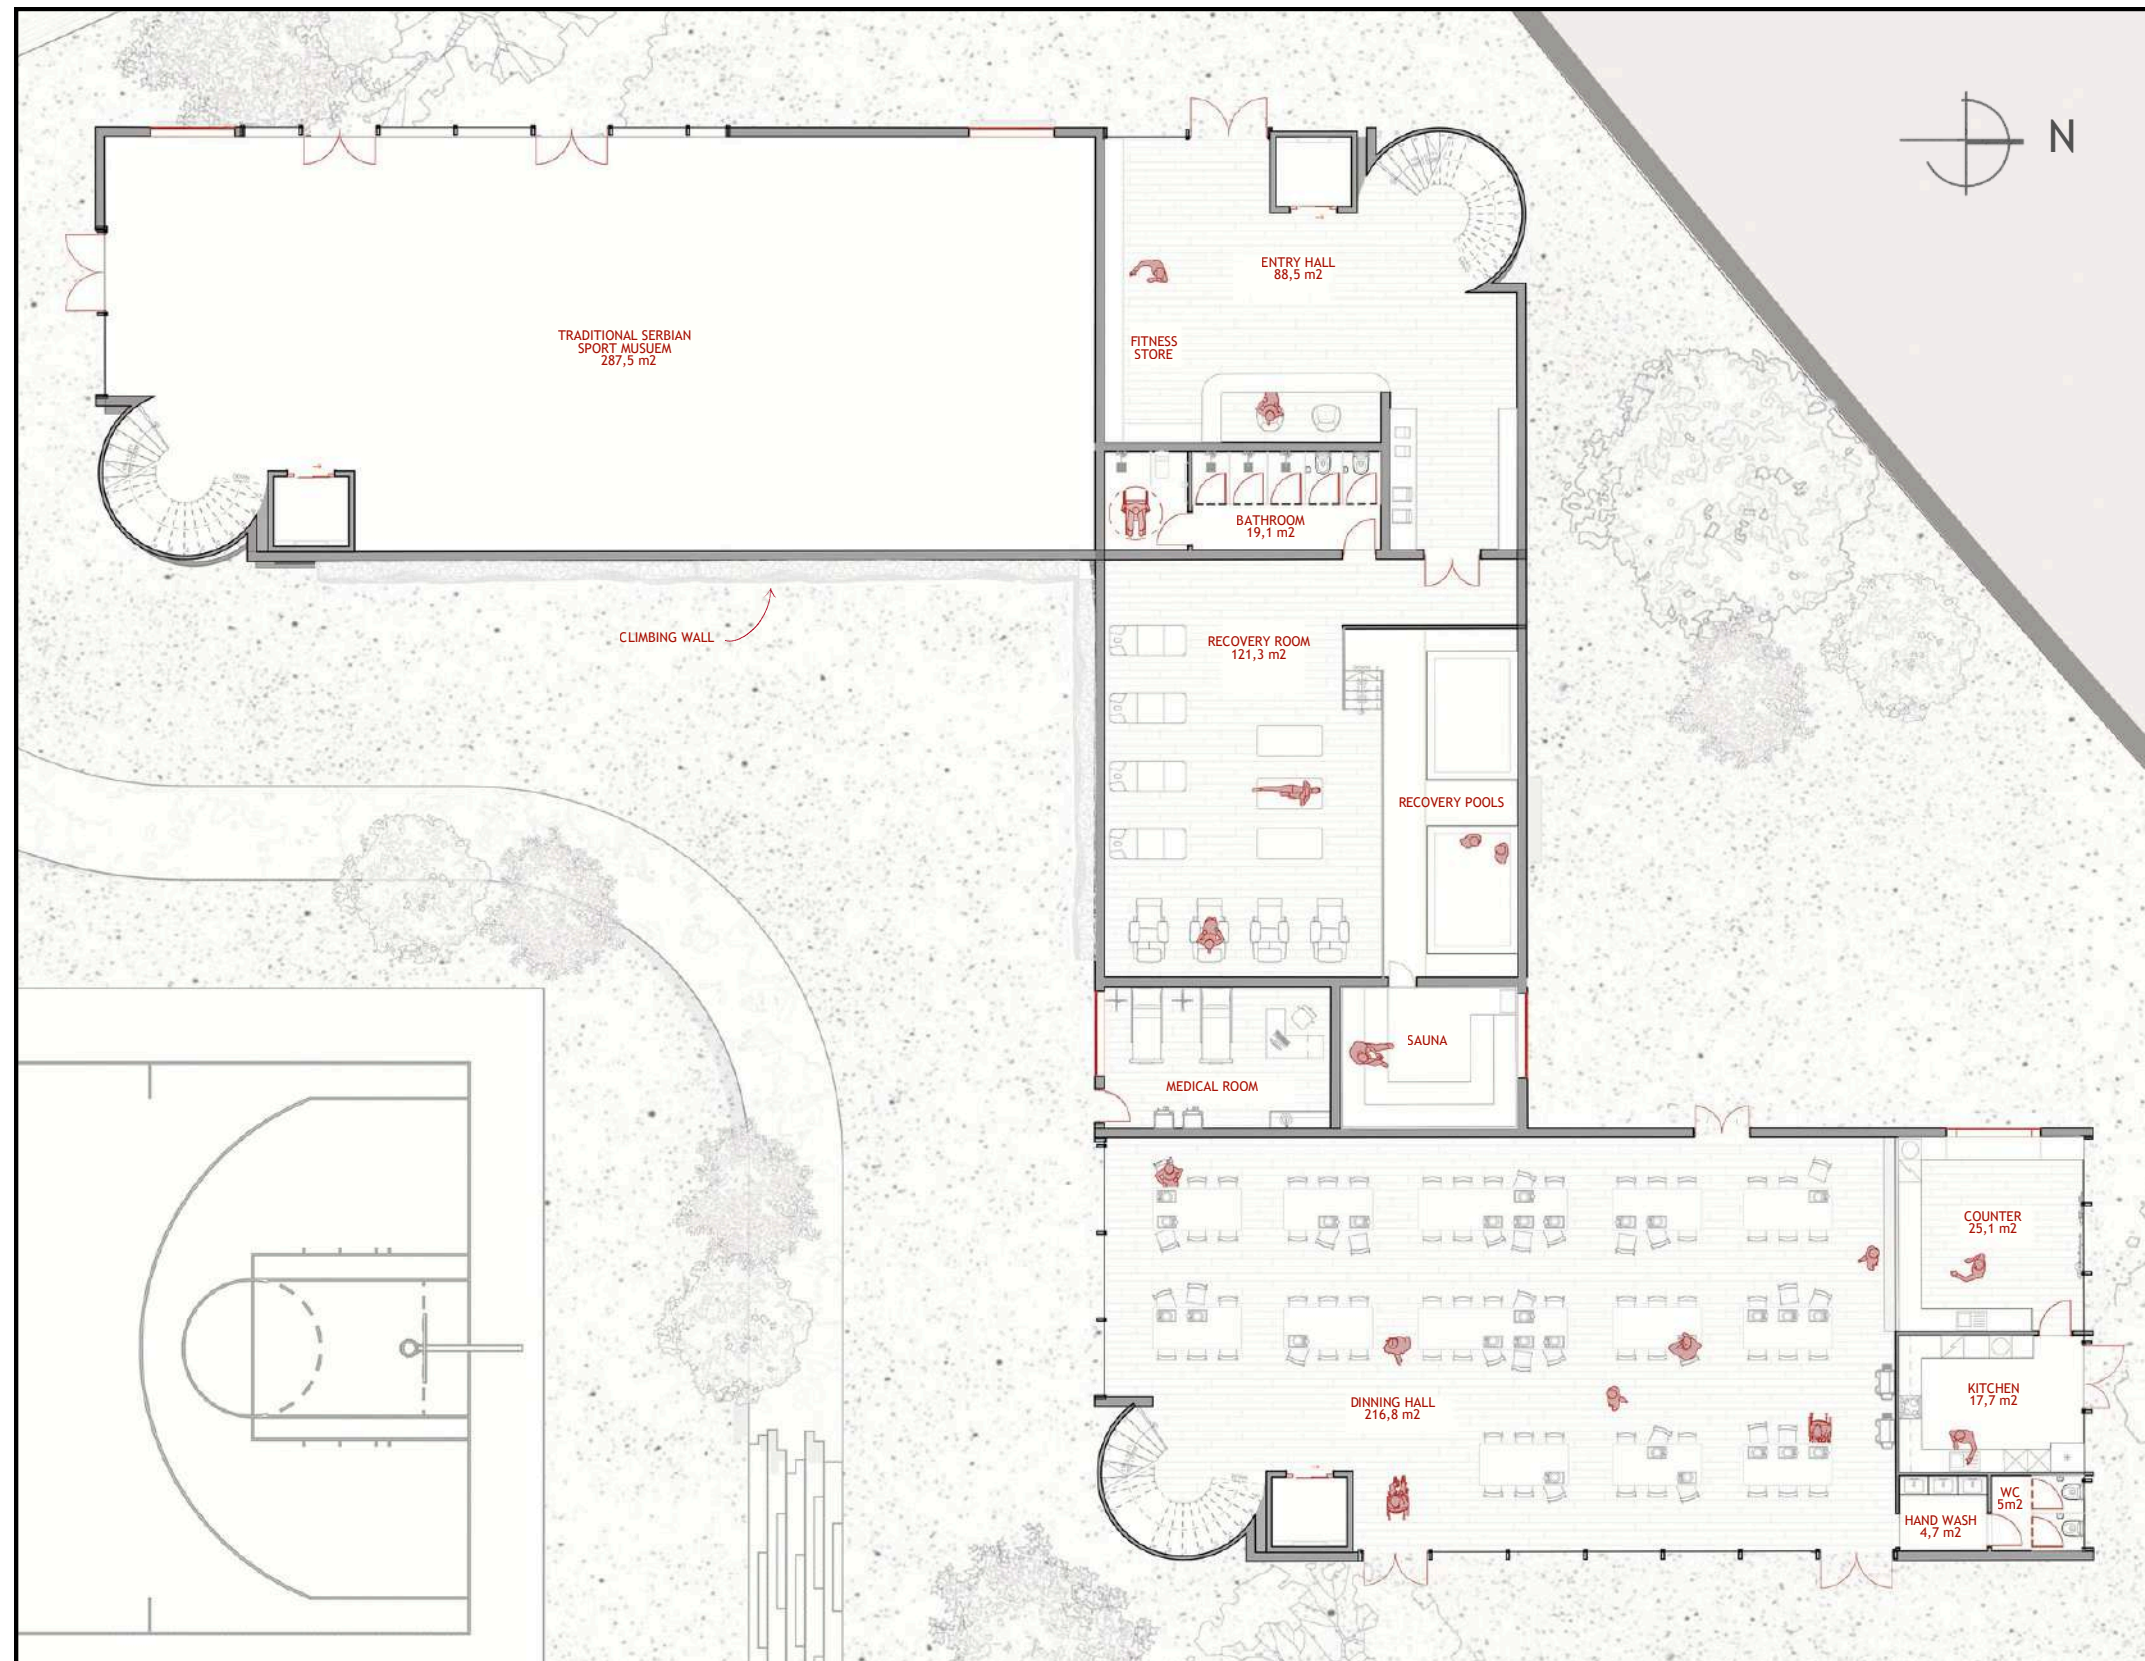 N
ENTRY HALL
88,5 m2
TRADITIONAL SERBIAN
SPORT MUSUEM
287,5 m2
FITNESS
STORE
BATHROOM
19,1 m2
CLIMBING WALL
RECOVERY ROOM
121,3 m2
RECOVERY POOLS
SAUNA
MEDICAL ROOM
COUNTER
25,1 m2
DINNING HALL
216,8 m2
KITCHEN
17,7 m2
WC
5m2
HAND WASH
4,7 m2